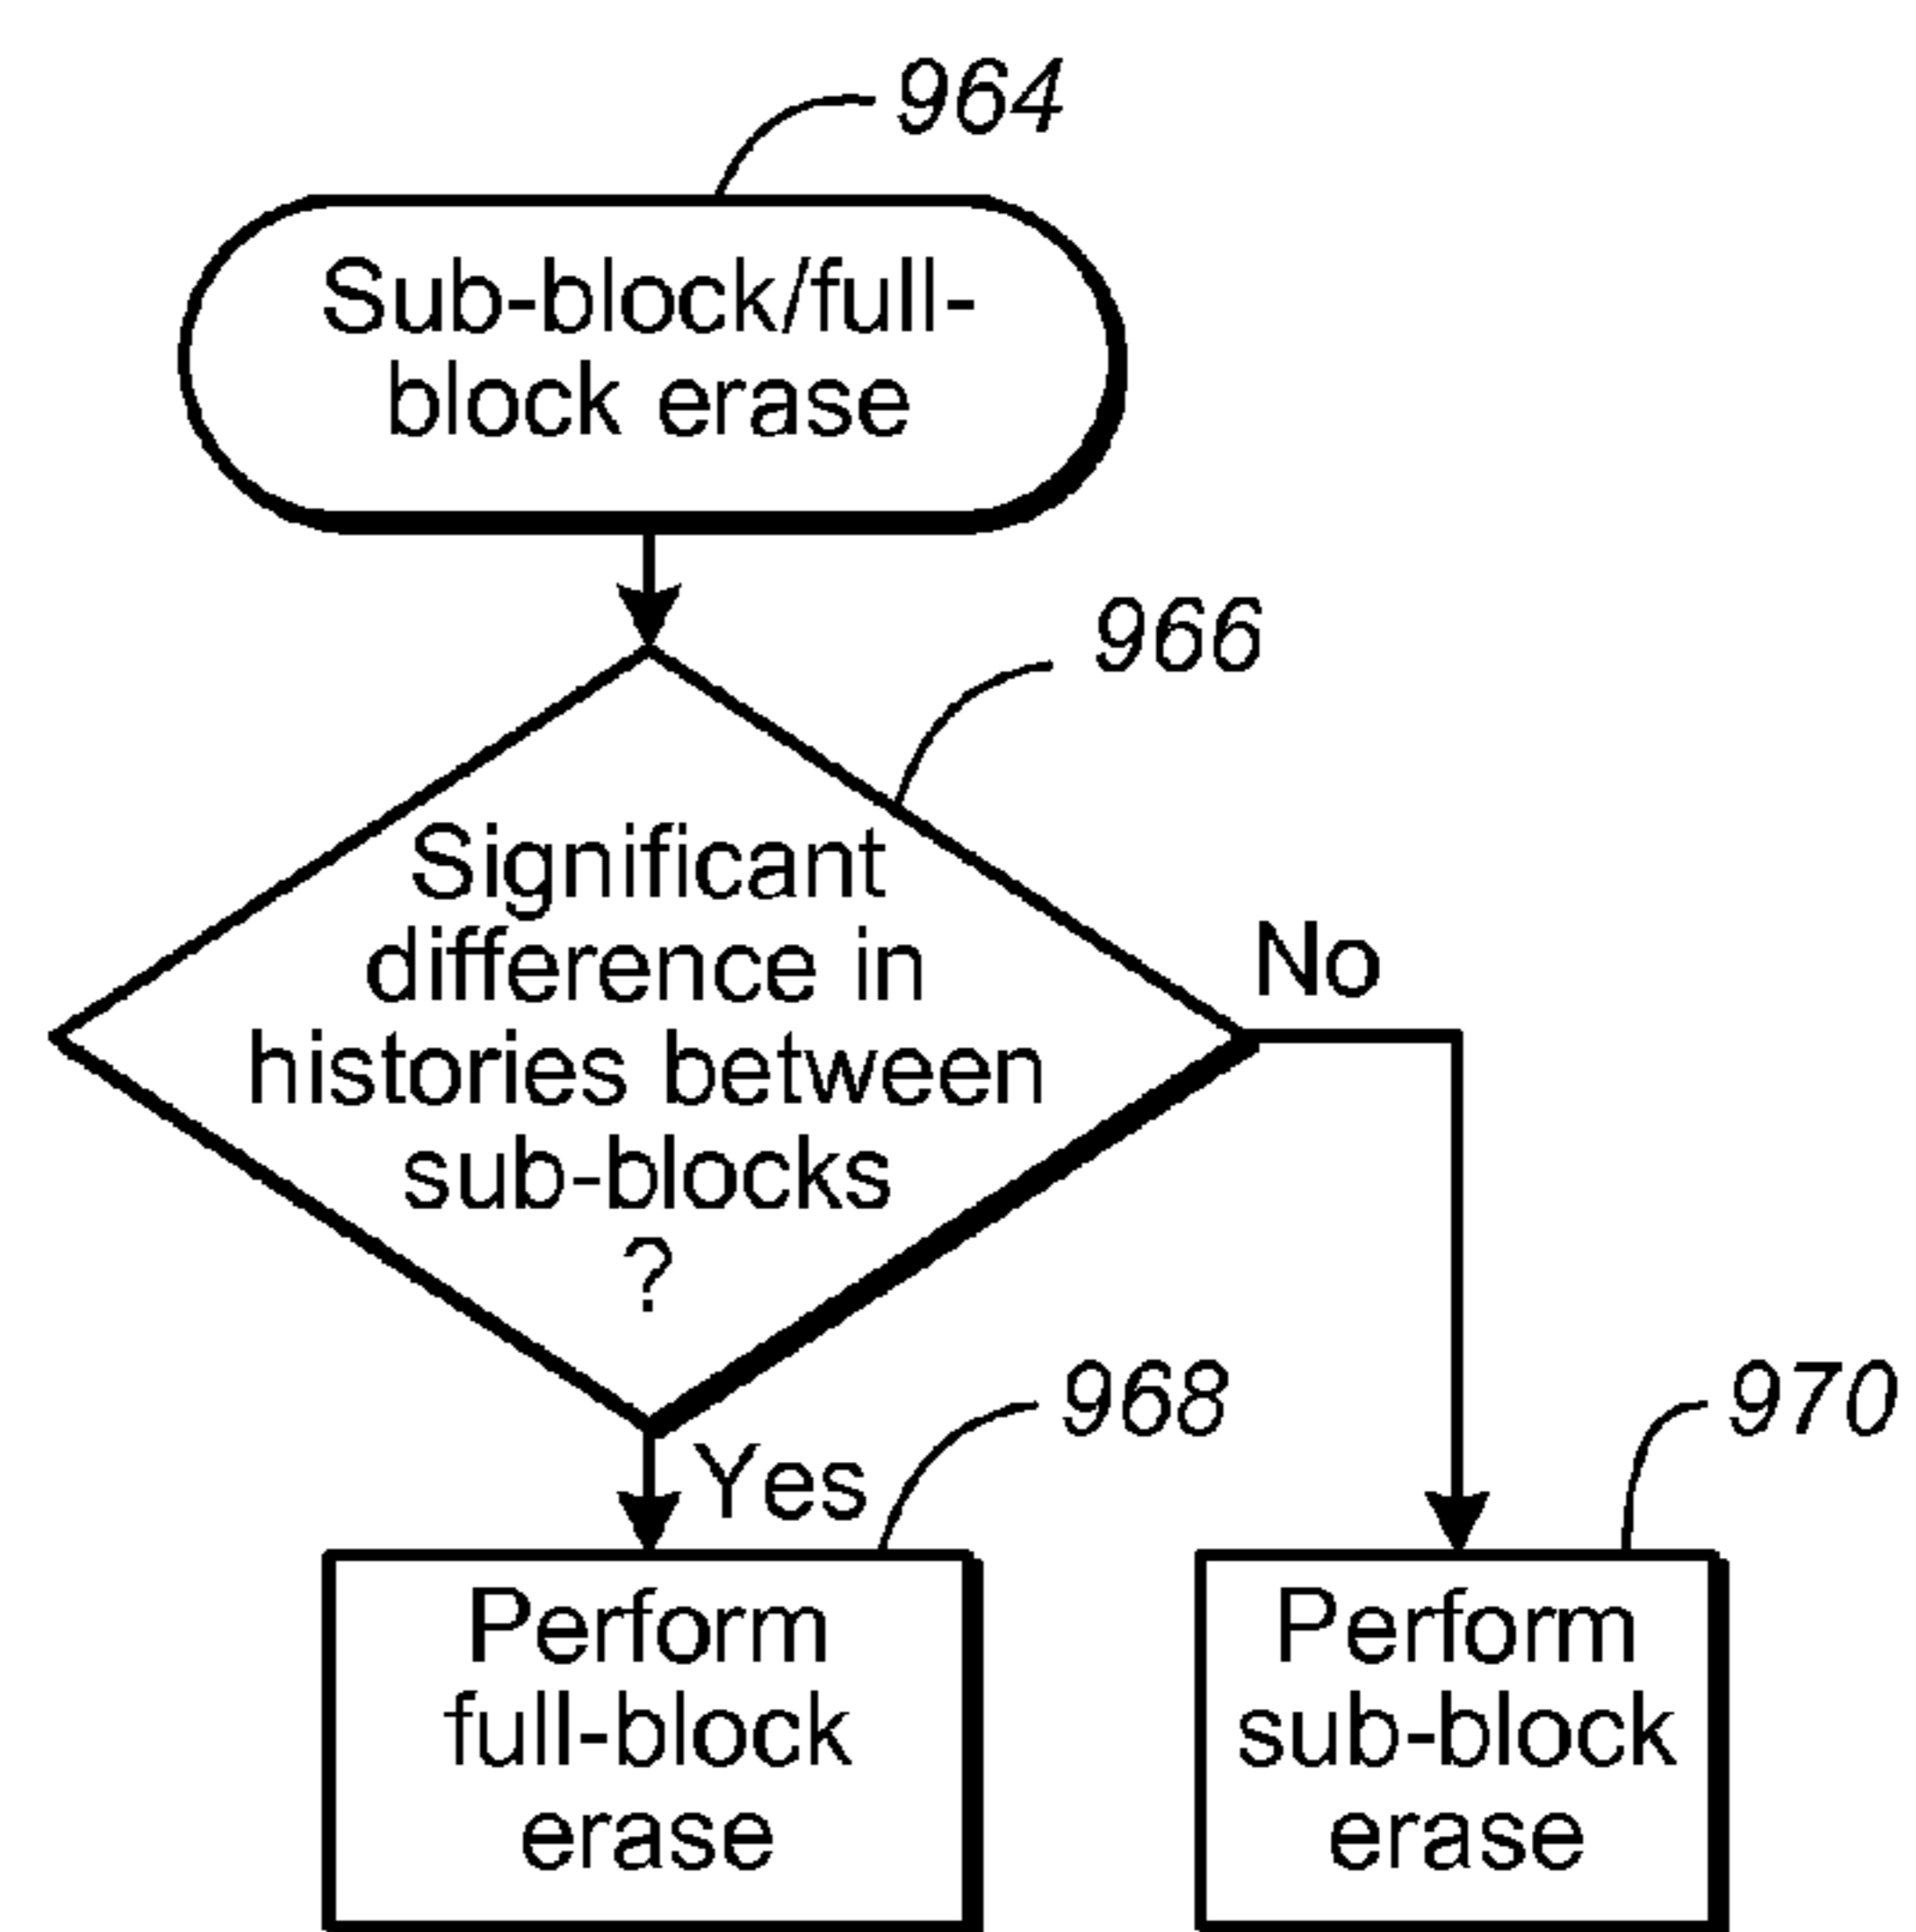 964
Sub-block/full-
block erase
966
Significant
difference in
histories between
sub-blocks
?
No
Yes
968
970
Perform
full-block
erase
Perform
sub-block
erase